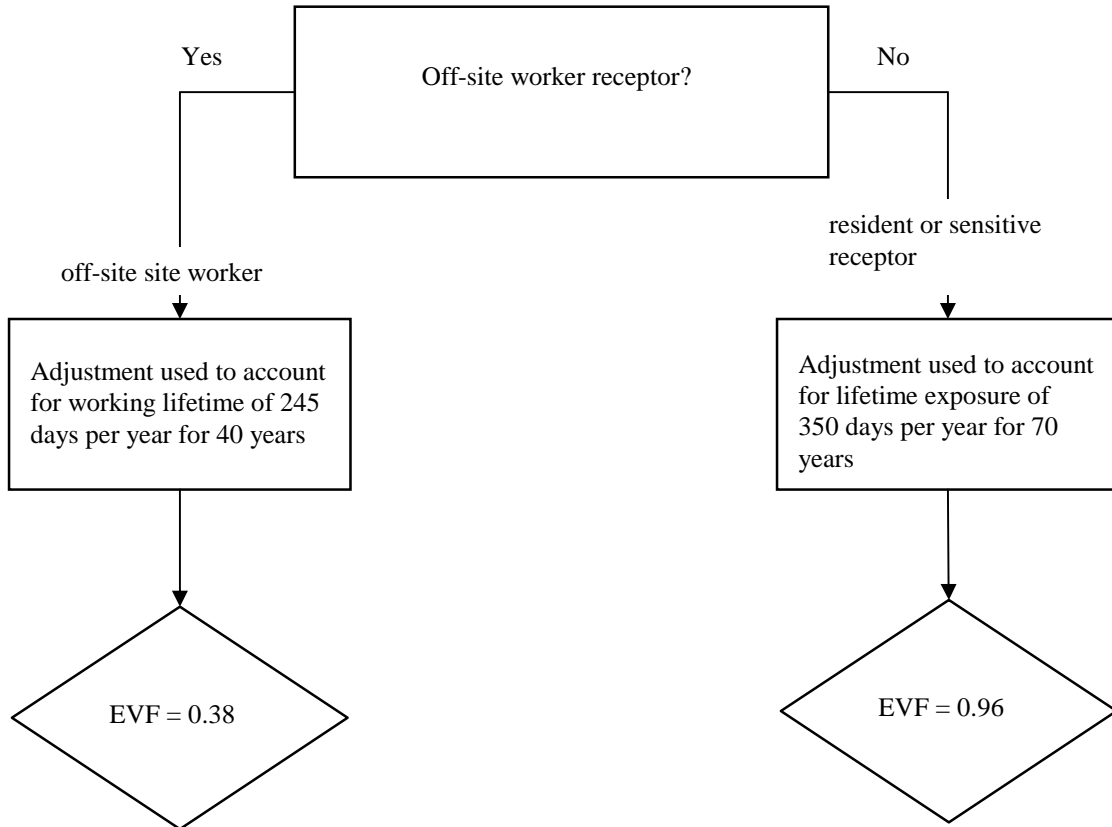 Yes
Off-site worker receptor?
No
resident or sensitive
receptor
off-site site worker
Adjustment used to account
for working lifetime of 245
days per year for 40 years
Adjustment used to account
for lifetime exposure of
350 days per year for 70
years
EVF = 0.38
EVF = 0.96